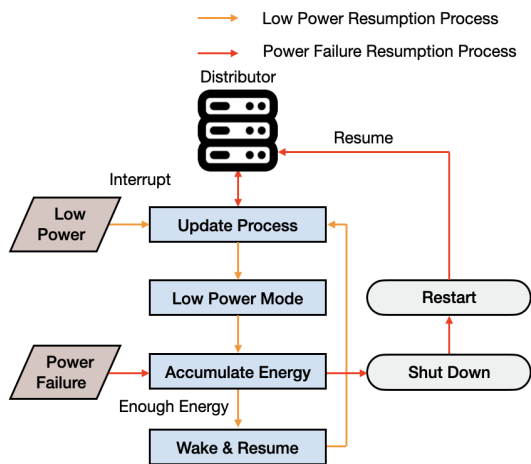 Low Power Resumption Process
Power Failure Resumption Process
Distributor
Resume
Interrupt
Low
Power
Update Process
Low Power Mode
Restart
Power
Failure
Accumulate Energy
Shut Down
Enough Energy
Wake & Resume